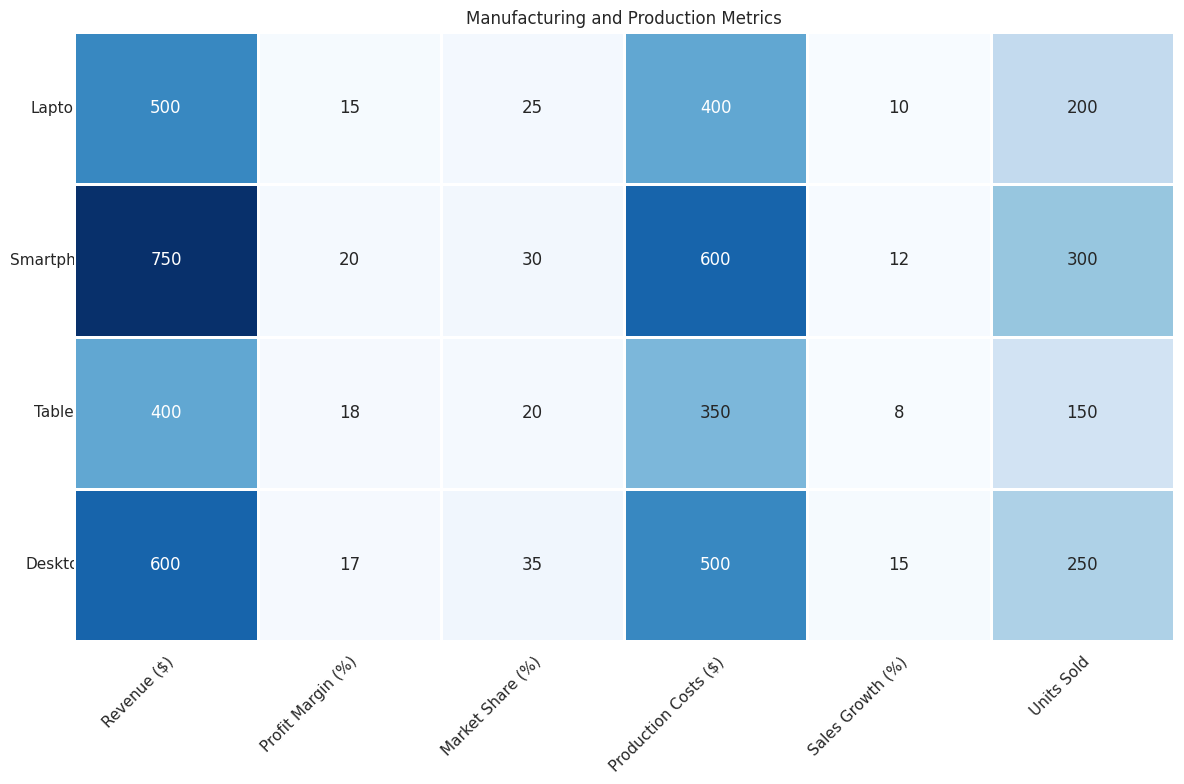 Manufacturing and Production Metrics
Lapto 500 15 25 400 10 200
Smartph 750 20 30 600 12 300
Table 400 18 20 350 8 150
Deskto 600 17 35 500 15 250
Revenue ($) Profit Margin (%) Market Share (%) Production Costs ($) Sales Growth (%) Units Sold